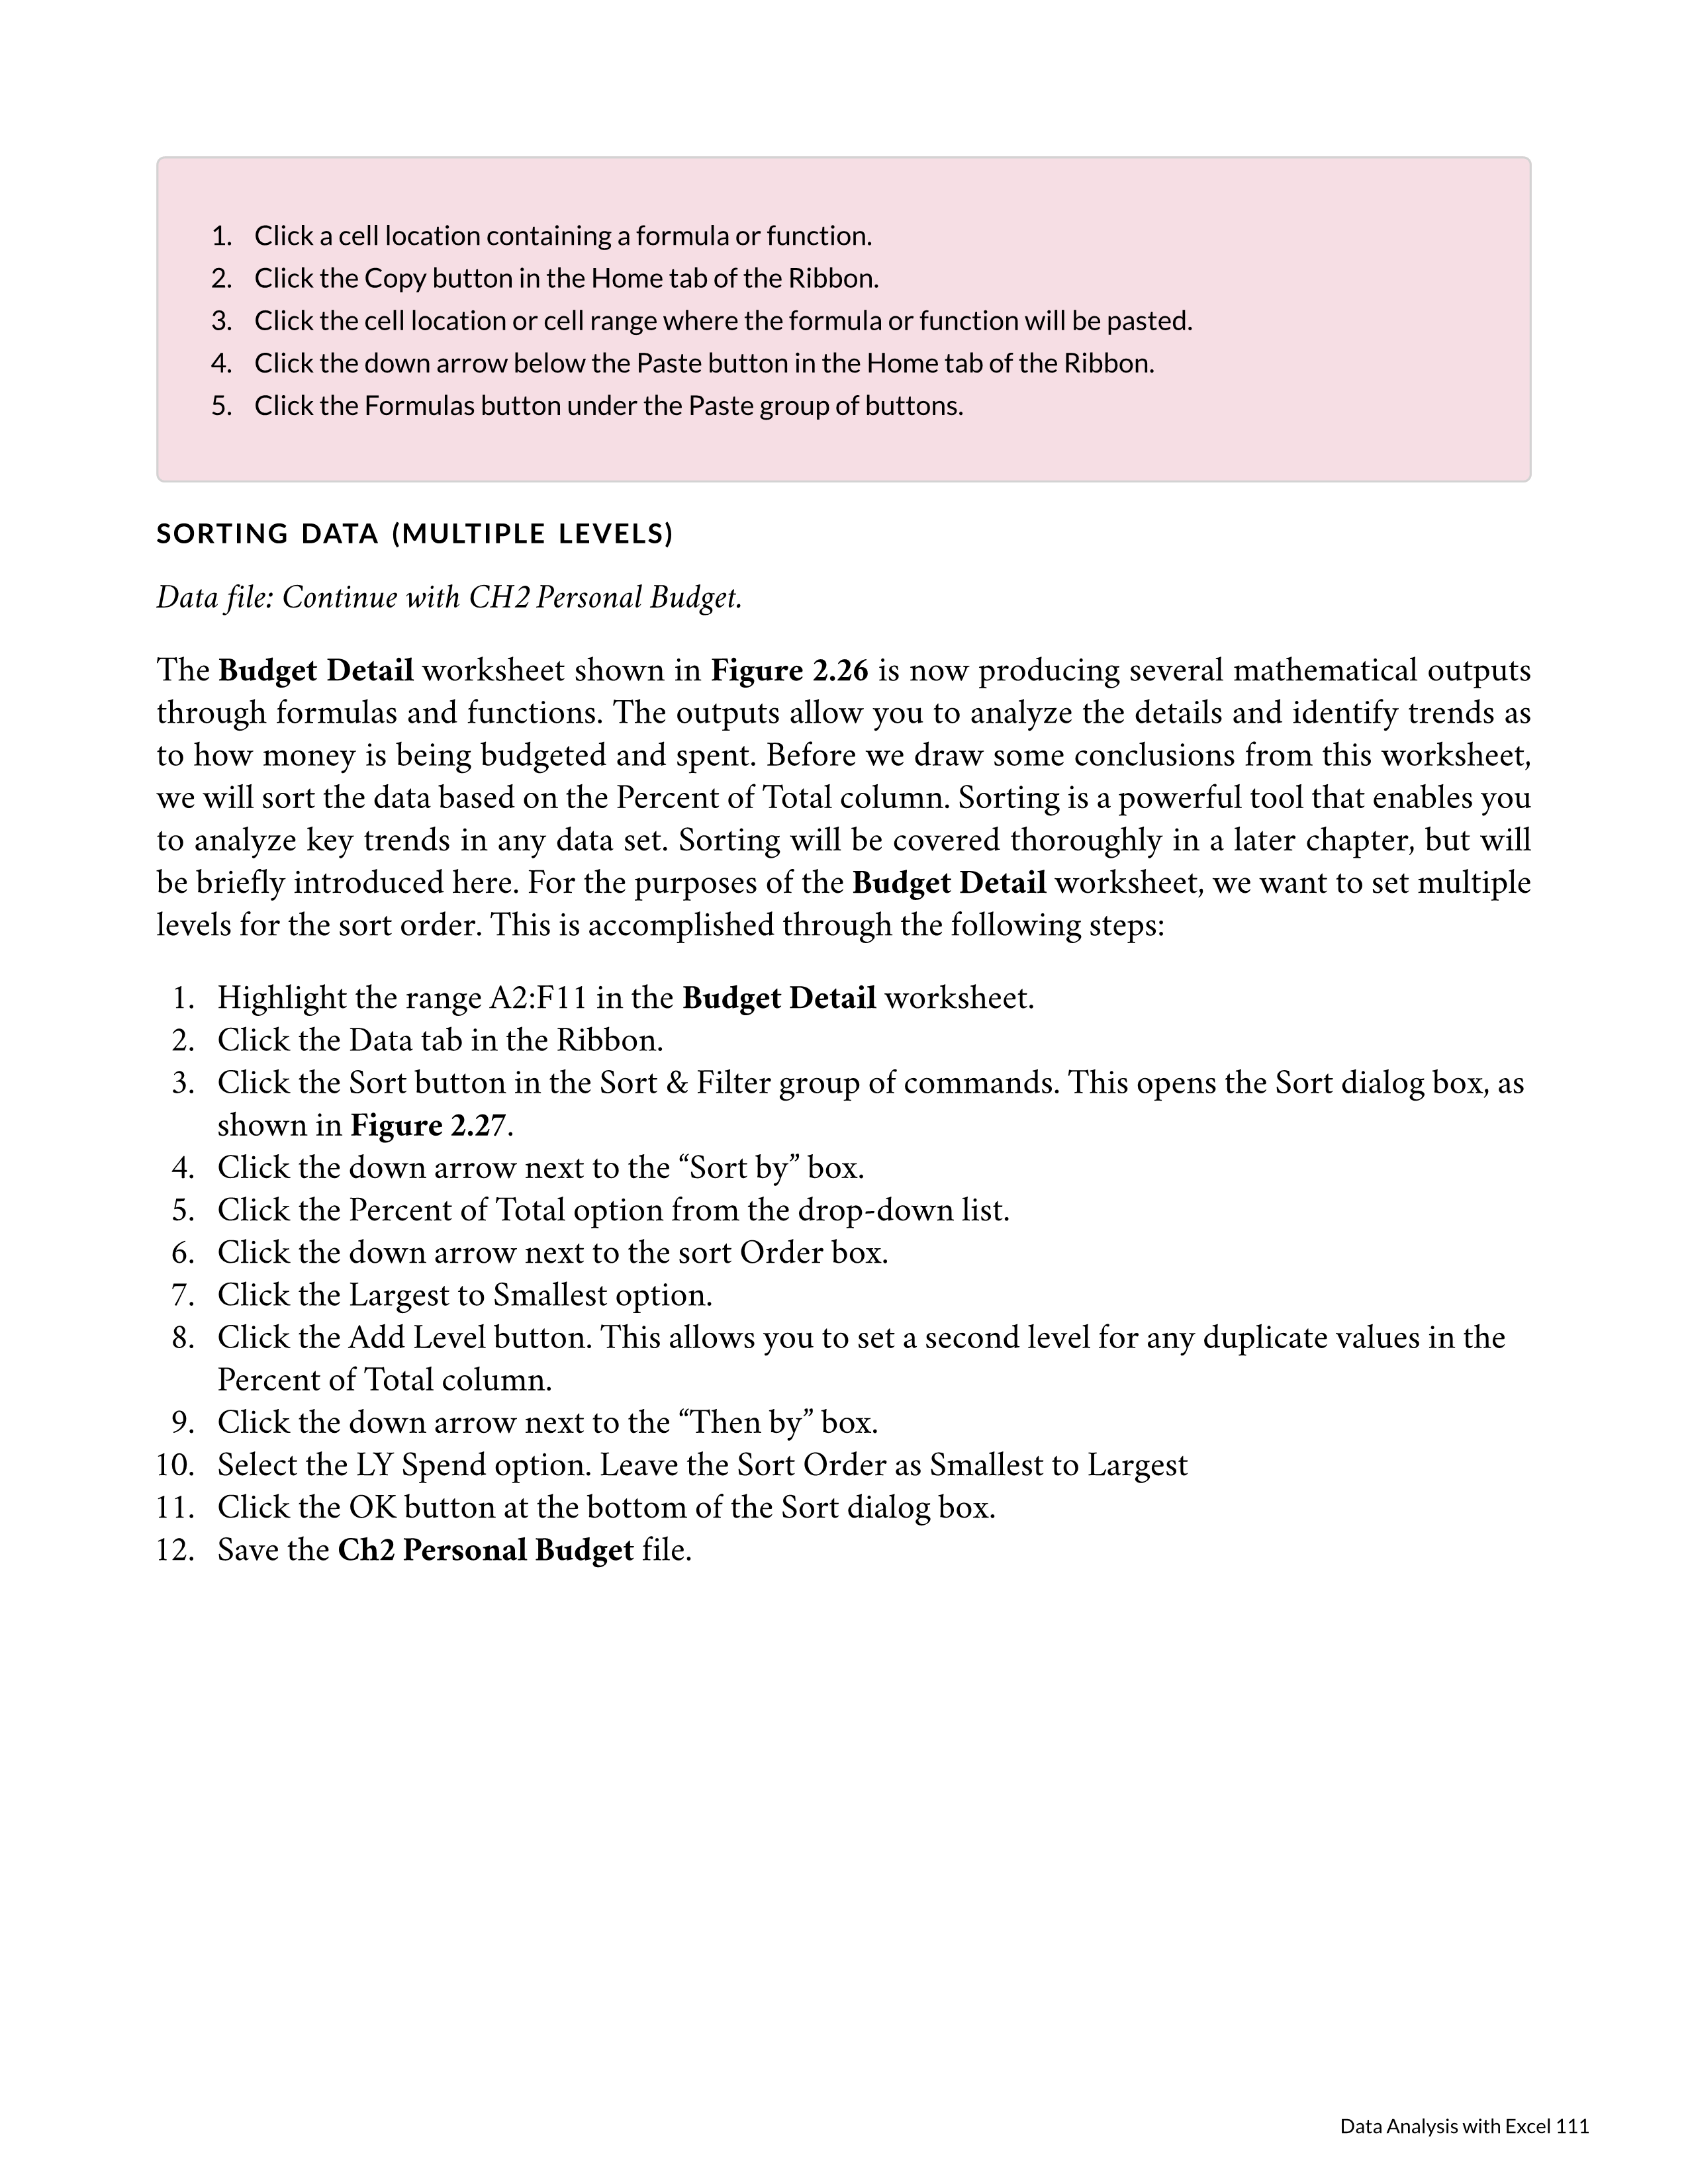 1. Click a cell location containing a formula or function.
2. Click the Copy button in the Home tab of the Ribbon.
3. Click the cell location or cell range where the formula or function will be pasted.
4. Click the down arrow below the Paste button in the Home tab of the Ribbon.
5. Click the Formulas button under the Paste group of buttons.
SORTING DATA (MULTIPLE LEVELS)
Data file: Continue with CH2 Personal Budget.
The Budget Detail worksheet shown in Figure 2.26 is now producing several mathematical outputs
through formulas and functions. The outputs allow you to analyze the details and identify trends as
to how money is being budgeted and spent. Before we draw some conclusions from this worksheet,
we will sort the data based on the Percent of Total column. Sorting is a powerful tool that enables you
to analyze key trends in any data set. Sorting will be covered thoroughly in a later chapter, but will
be briefly introduced here. For the purposes of the Budget Detail worksheet, we want to set multiple
levels for the sort order. This is accomplished through the following steps:
1. Highlight the range A2:F11 in the Budget Detail worksheet.
2. Click the Data tab in the Ribbon.
3. Click the Sort button in the Sort & Filter group of commands. This opens the Sort dialog box, as
shown in Figure 2.27.
4. Click the down arrow next to the “Sort by” box.
5. Click the Percent of Total option from the drop-down list.
6. Click the down arrow next to the sort Order box.
7. Click the Largest to Smallest option.
8. Click the Add Level button. This allows you to set a second level for any duplicate values in the
Percent of Total column.
9. Click the down arrow next to the “Then by” box.
10. Select the LY Spend option. Leave the Sort Order as Smallest to Largest
11. Click the OK button at the bottom of the Sort dialog box.
12. Save the Ch2 Personal Budget file.
Data Analysis with Excel 111